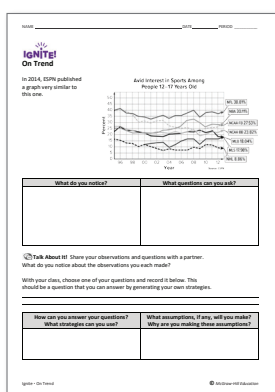 NAME DATE PERIOD
IGNITE!
On Trend
In 2014, ESPN published
a graph very similar to
this one.
Avid Interest in Sports Among
People 12–17 Years Old
Percent
Year
What do you notice?
What questions can you ask?
Talk About It! Share your observations and questions with a partner.
What do you notice about the observations you each made?
With your class, choose one of your questions and record it below. This
should be a question that you can answer by generating your own strategies.
How can you answer your questions?
What strategies can you use?
What assumptions, if any, will you make?
Why are you making these assumptions?
Ignite - On Trend
© McGraw-Hill Education